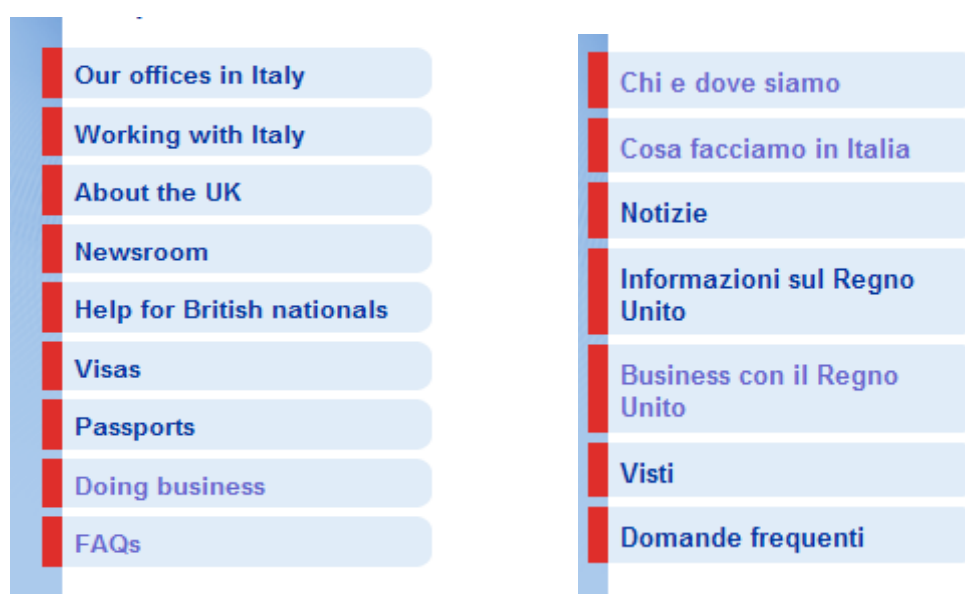 Our offices in Italy
Working with Italy
About the UK
Newsroom
Help for British nationals
Visas
Passports
Doing business
FAQs
Chi e dove siamo
Cosa facciamo in Italia
Notizie
Informazioni sul Regno
Unito
Business con il Regno
Unito
Visti
Domande frequenti